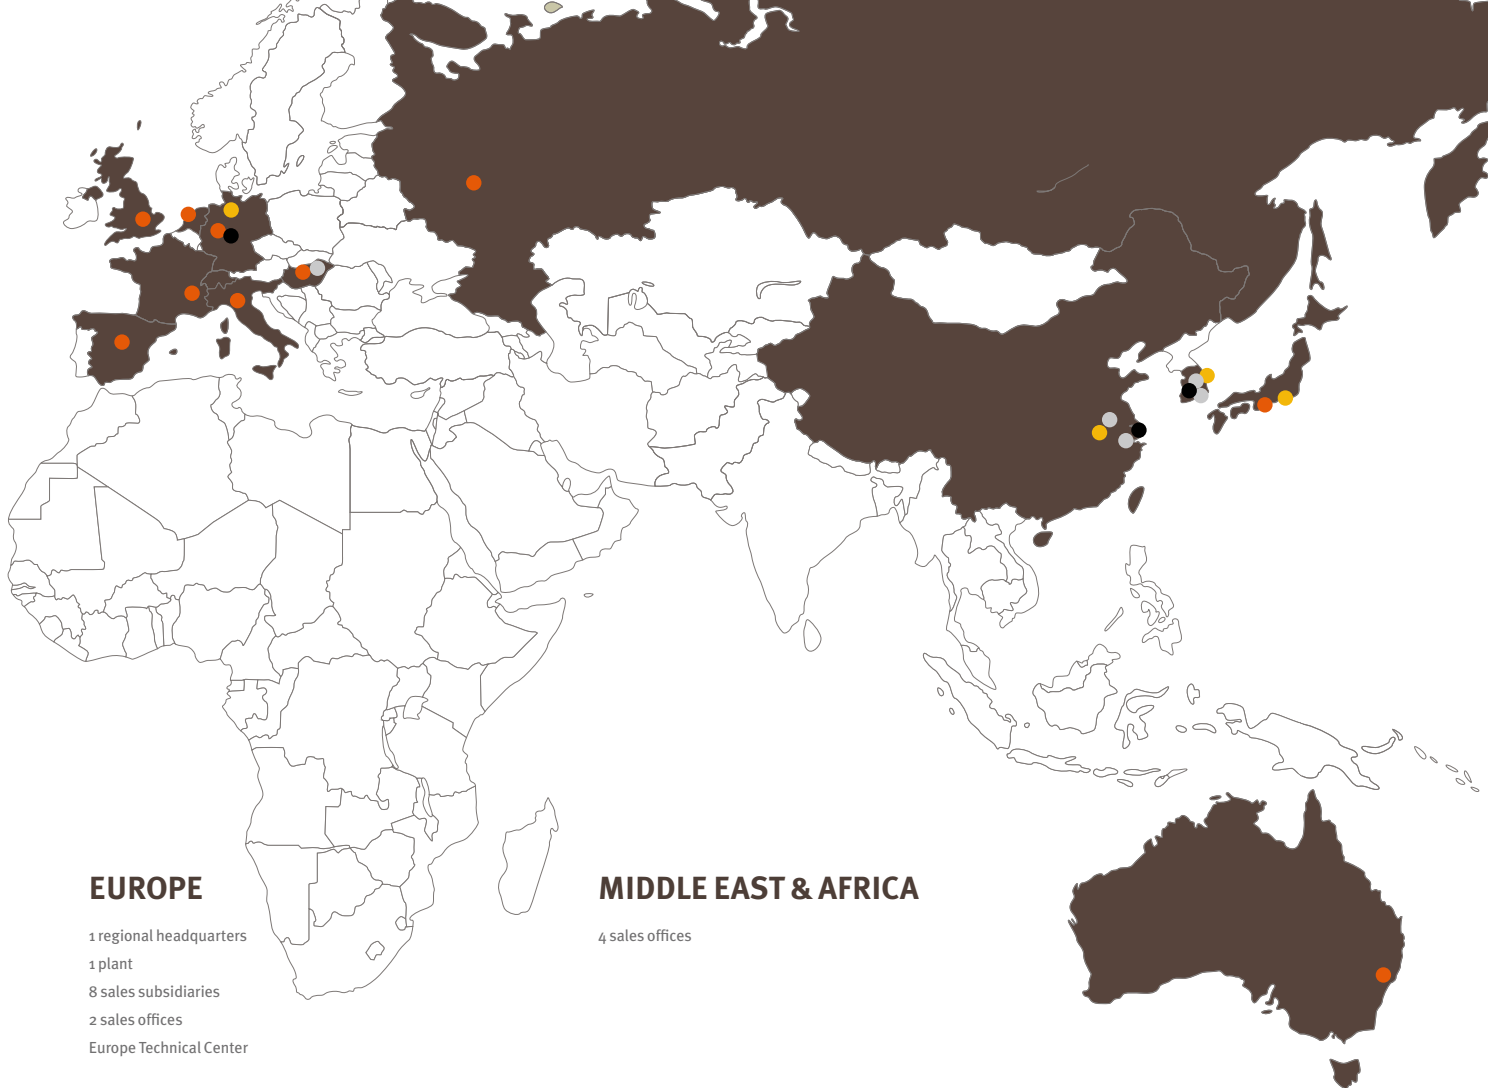 EUROPE
1 regional headquarters
1 plant
8 sales subsidiaries
2 sales offices
Europe Technical Center
MIDDLE EAST & AFRICA
4 sales offices